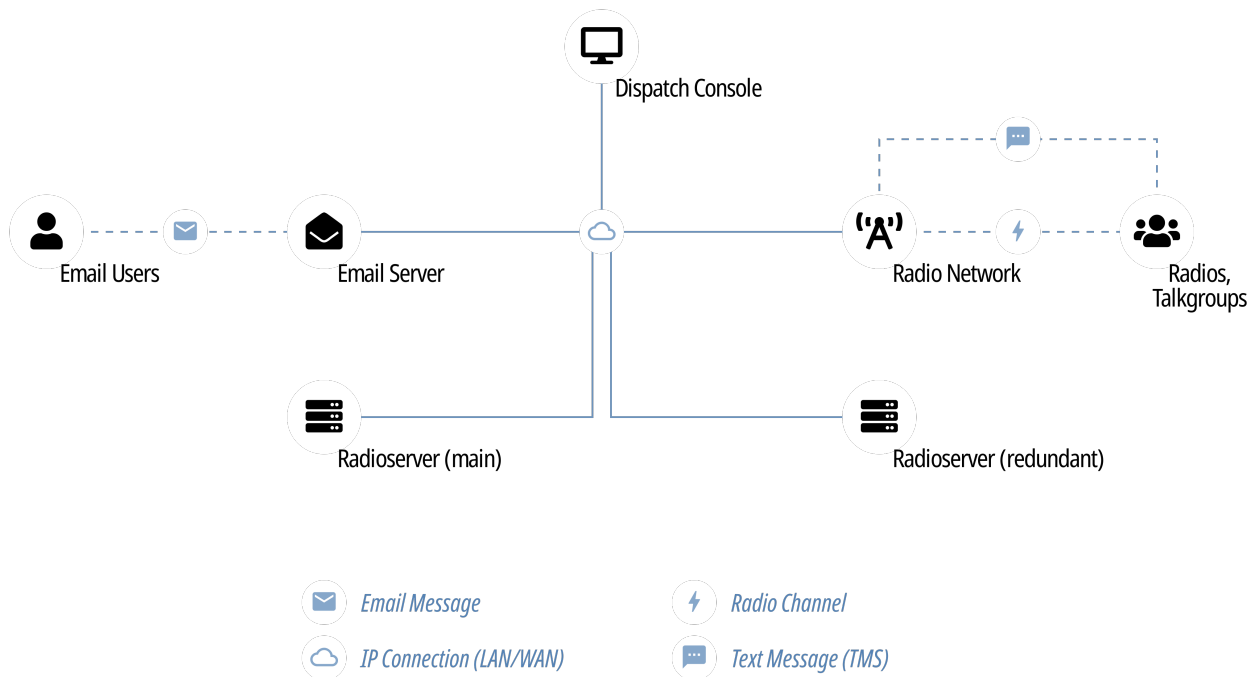 Dispatch Console
Email Users
Email Server
Radio Network
Radios,
Talkgroups
Radioserver (main)
Radioserver (redundant)
Email Message
Radio Channel
IP Connection (LAN/WAN)
Text Message (TMS)